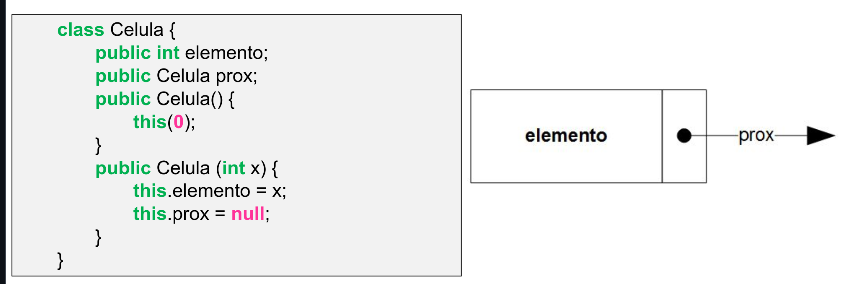 class Celula {
public int elemento;
public Celula prox;
public Celula() {
this(0);
}
public Celula (int x) {
this.elemento = x;
this.prox = null;
}
}
elemento
prox